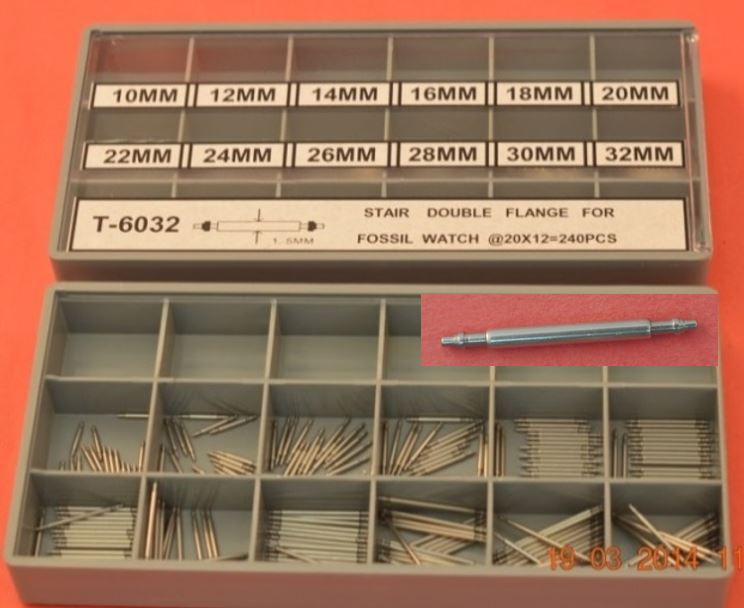 10MM 12MM 14MM 16MM 18MM 20MM
22MM 24MM 26MM 28MM 30MM 32MM
T-6032
1.5MM
STAIR DOUBLE FLANGE FOR
FOSSIL WATCH @20X12=240PCS
19 03 2014 11